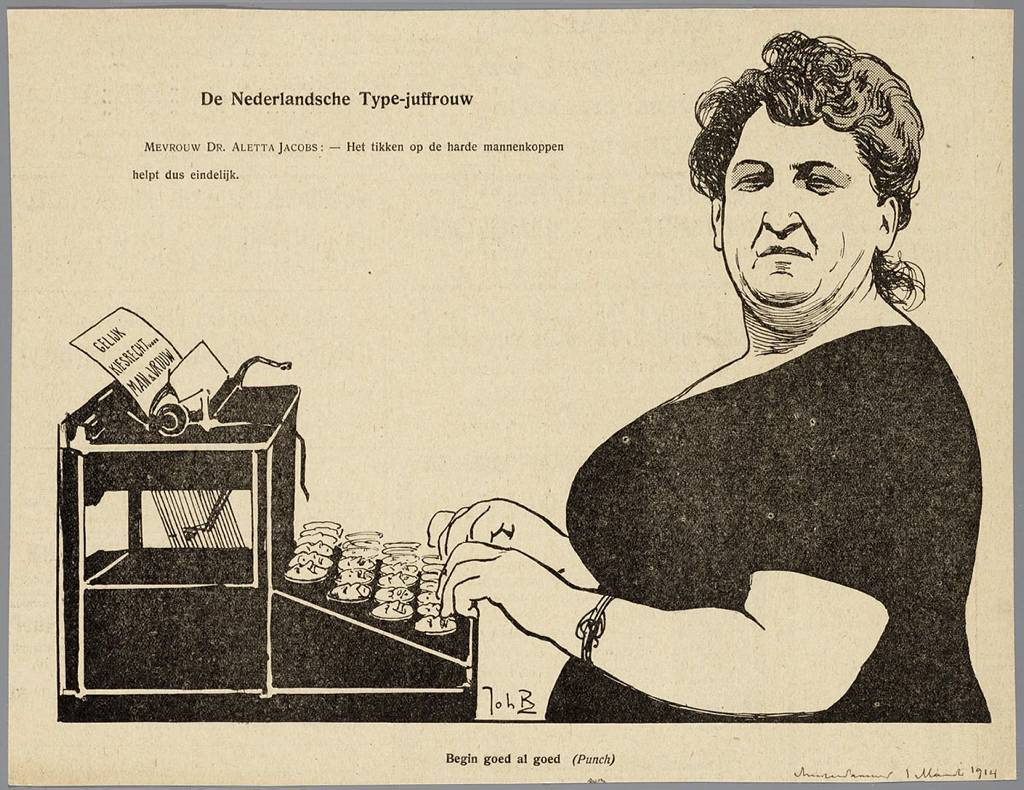 De Nederlandsche Type-juffrouw
MEVROUW DR. ALETTA JACOBS: — Het tikken op de harde mannenkoppen
helpt dus eindelijk.
GELIJK
KIESRECHT....
MAN & VROUW
Joh B
Begin goed al goed (Punch)
1 Maart 1914